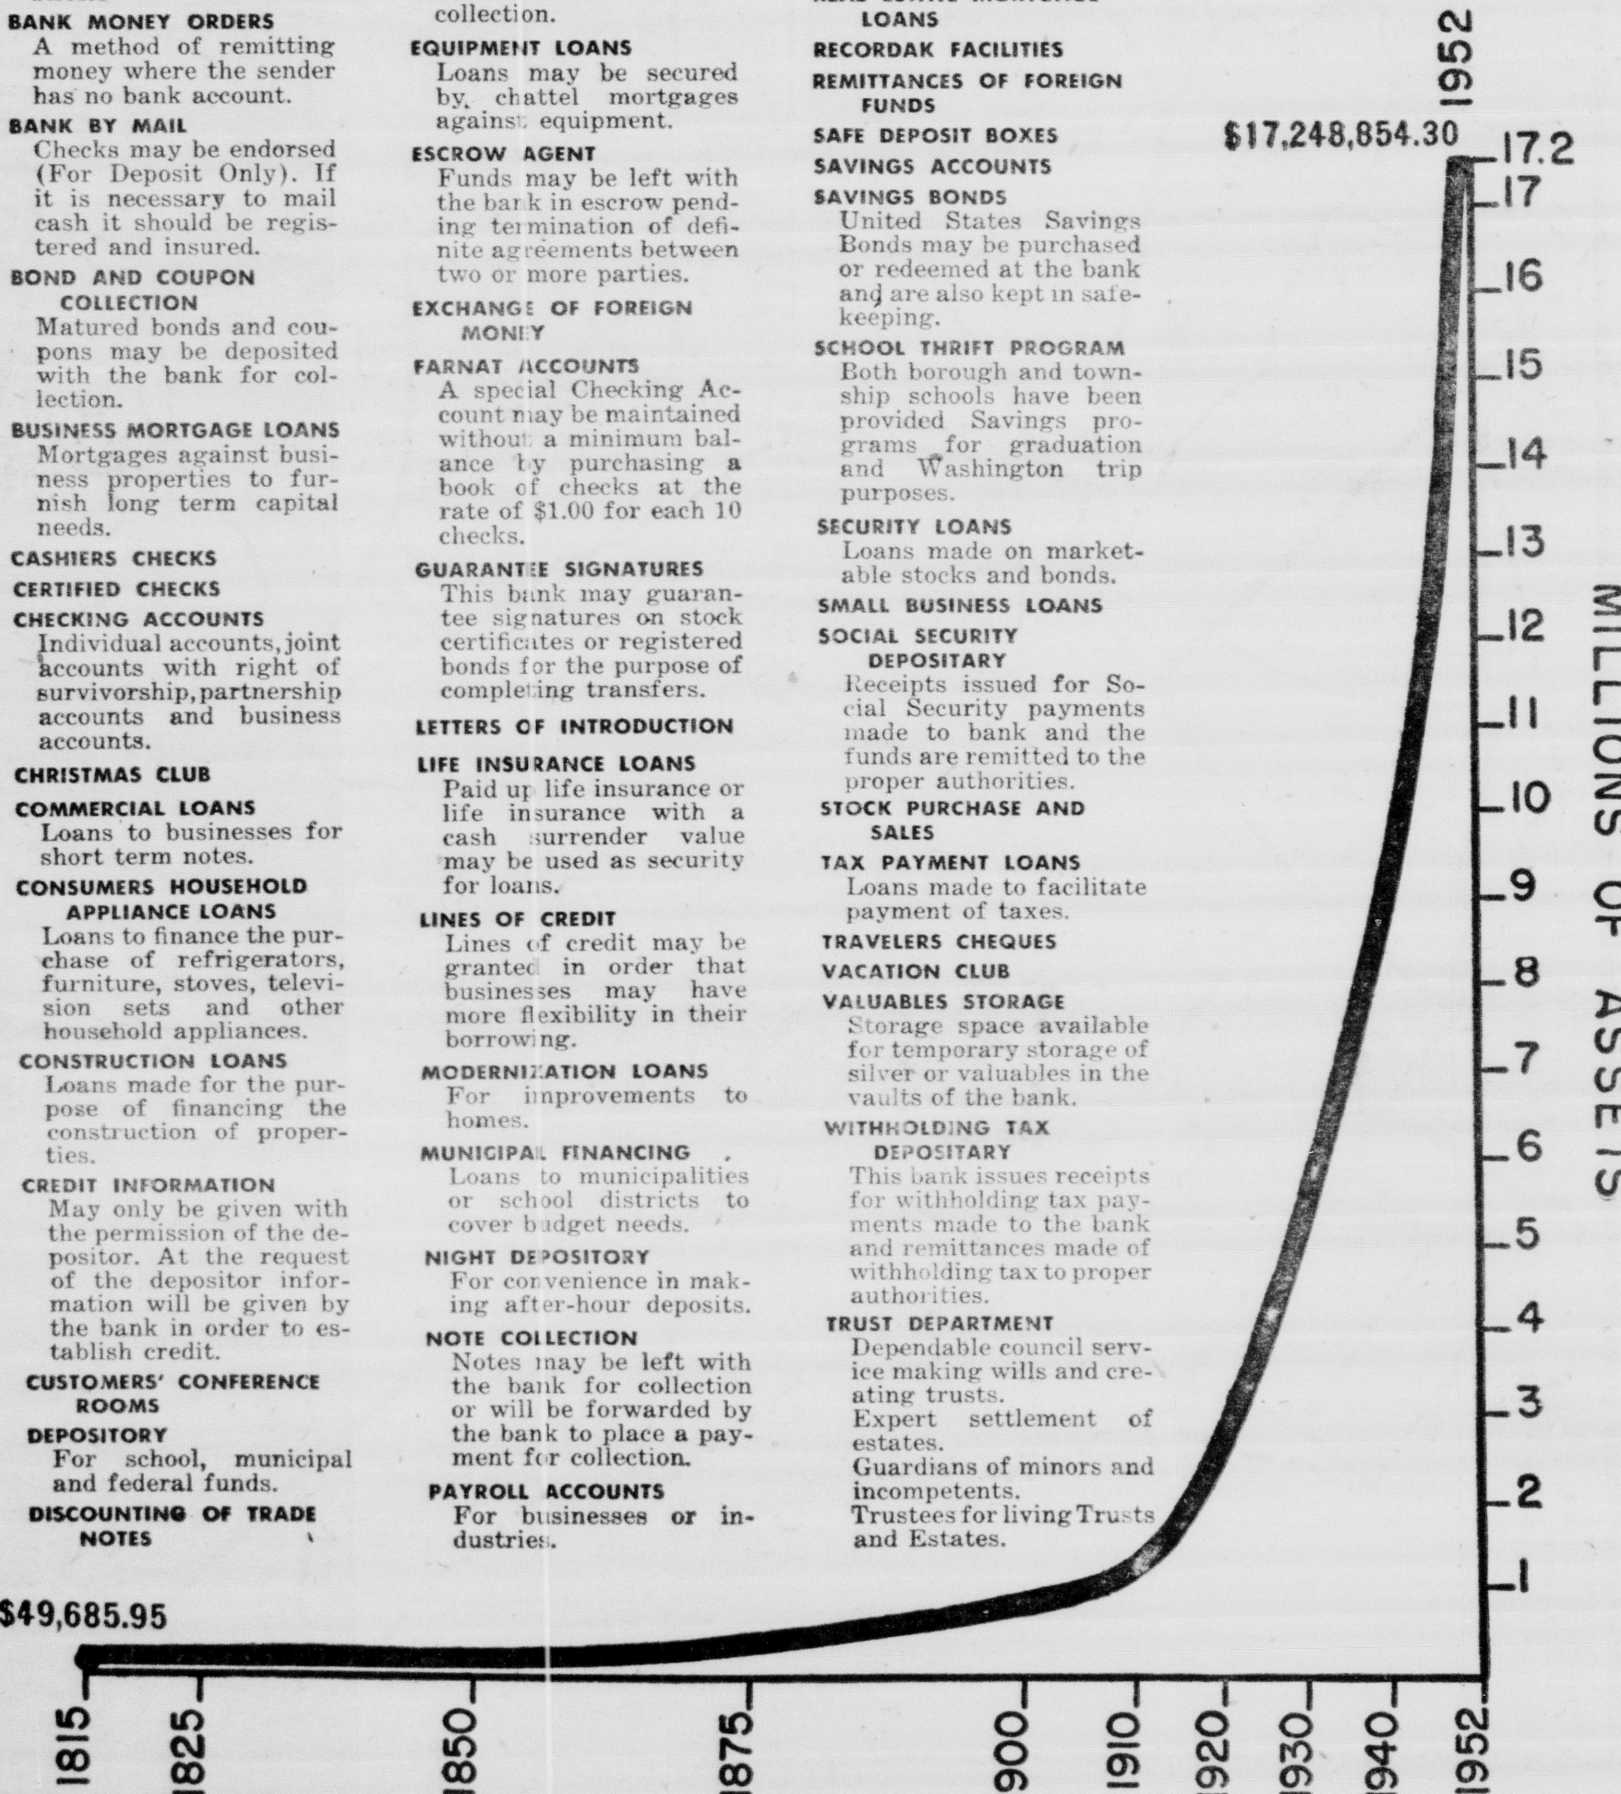 BANK MONEY ORDERS
A method of remitting
money where the sender
has no bank account.
BANK BY MAIL
Checks may be endorsed
(For Deposit Only). If
it is necessary to mail
cash it should be regis-
tered and insured.
BOND AND COUPON
COLLECTION
Matured bonds and cou-
pons may be deposited
with the bank for col-
lection.
BUSINESS MORTGAGE LOANS
Mortgages against busi-
ness properties to fur-
nish long term capital
needs.
CASHIERS CHECKS
CERTIFIED CHECKS
CHECKING ACCOUNTS
Individual accounts, joint
accounts with right of
survivorship, partnership
accounts and business
accounts.
CHRISTMAS CLUB
COMMERCIAL LOANS
Loans to businesses for
short term notes.
CONSUMERS HOUSEHOLD
APPLIANCE LOANS
Loans to finance the pur-
chase of refrigerators,
furniture, stoves, televi-
sion sets and other
household appliances.
CONSTRUCTION LOANS
Loans made for the pur-
pose of financing the
construction of proper-
ties.
CREDIT INFORMATION
May only be given with
the permission of the de-
positor. At the request
of the depositor infor-
mation will be given by
the bank in order to es-
tablish credit.
CUSTOMERS' CONFERENCE
ROOMS
DEPOSITORY
For school, municipal
and federal funds.
DISCOUNTING OF TRADE
NOTES
collection.
EQUIPMENT LOANS
Loans may be secured
by chattel mortgages
against equipment.
ESCROW AGENT
Funds may be left with
the bank in escrow pend-
ing termination of defi-
nite agreements between
two or more parties.
EXCHANGE OF FOREIGN
MONEY
FARNAT ACCOUNTS
A special Checking Ac-
count may be maintained
without a minimum bal-
ance by purchasing a
book of checks at the
rate of $1.00 for each 10
checks.
GUARANTEE SIGNATURES
This bank may guaran-
tee signatures on stock
certificates or registered
bonds for the purpose of
completing transfers.
LETTERS OF INTRODUCTION
LIFE INSURANCE LOANS
Paid up life insurance or
life insurance with a
cash surrender value
may be used as security
for loans.
LINES OF CREDIT
Lines of credit may be
granted in order that
businesses may have
more flexibility in their
borrowing.
MODERNIZATION LOANS
For improvements to
homes.
MUNICIPAL FINANCING
Loans to municipalities
or school districts to
cover budget needs.
NIGHT DEPOSITORY
For convenience in mak-
ing after-hour deposits.
NOTE COLLECTION
Notes may be left with
the bank for collection
or will be forwarded by
the bank to place a pay-
ment for collection.
PAYROLL ACCOUNTS
For businesses or in-
dustries.
LOANS
RECORDAK FACILITIES
REMITTANCES OF FOREIGN
FUNDS
SAFE DEPOSIT BOXES
SAVINGS ACCOUNTS
SAVINGS BONDS
United States Savings
Bonds may be purchased
or redeemed at the bank
and are also kept in safe-
keeping.
SCHOOL THRIFT PROGRAM
Both borough and town-
ship schools have been
provided Savings pro-
grams for graduation
and Washington trip
purposes.
SECURITY LOANS
Loans made on market-
able stocks and bonds.
SMALL BUSINESS LOANS
SOCIAL SECURITY
DEPOSITARY
Receipts issued for So-
cial Security payments
made to bank and the
funds are remitted to the
proper authorities.
STOCK PURCHASE AND
SALES
TAX PAYMENT LOANS
Loans made to facilitate
payment of taxes.
TRAVELERS CHEQUES
VACATION CLUB
VALUABLES STORAGE
Storage space available
for temporary storage of
silver or valuables in the
vaults of the bank.
WITHHOLDING TAX
DEPOSITARY
This bank issues receipts
for withholding tax pay-
ments made to the bank
and remittances made of
withholding tax to proper
authorities.
TRUST DEPARTMENT
Dependable council serv-
ice making wills and cre-
ating trusts.
Expert settlement of
estates.
Guardians of minors and
incompetents.
Trustees for living Trusts
and Estates.
1952
$17,248,854.30
17.2
17
16
15
14
13
12
11
10
9
8
7
6
5
4
3
2
1
MILLIONS OF ASSETS
$49,685.95
1815
1825
1850
1875
1900
1910
1920
1930
1940
1952